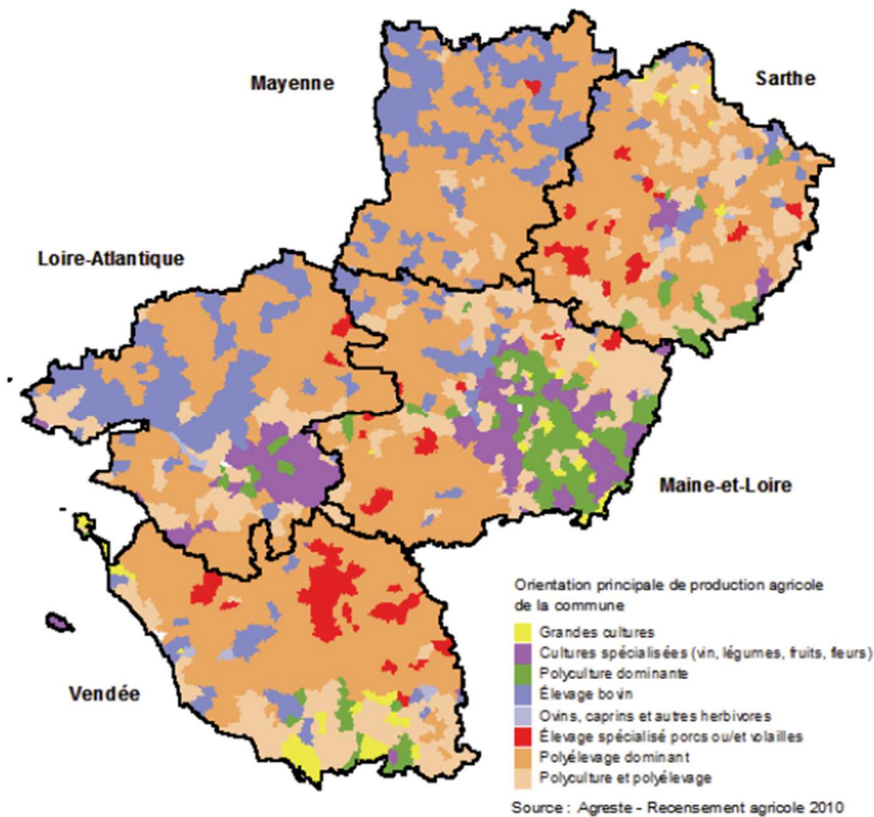 Mayenne
Sarthe
Loire-Atlantique
Maine-et-Loire
Vendée
Orientation principale de production agricole
de la commune
Grandes cultures
Cultures spécialisées (vin, légumes, fruits, fleurs)
Polyculture dominante
Élevage bovin
Ovins, caprins et autres herbivores
Élevage spécialisé porcs ou/et volailles
Polyélevage dominant
Polyculture et polyélevage
Source : Agreste - Recensement agricole 2010